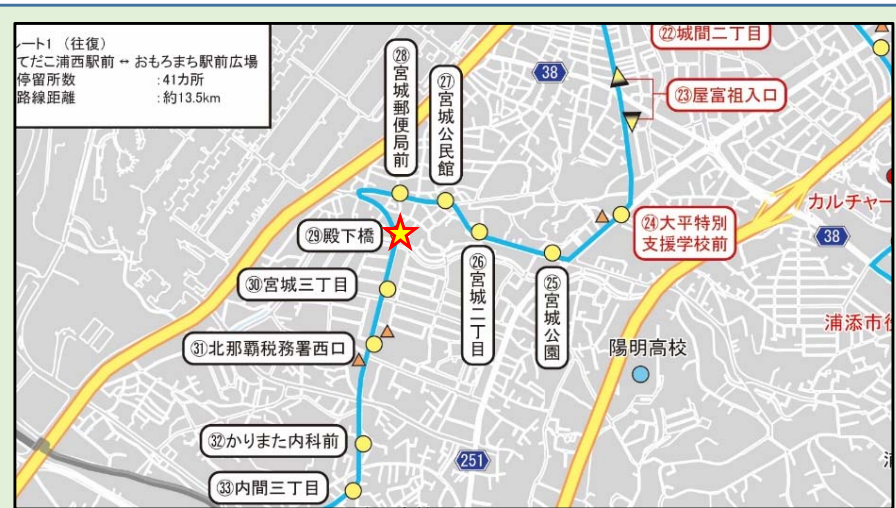 ート1 (往復)
てだこ浦西駅前 ↔ おもろまち駅前広場
停留所数 :41カ所
路線距離 :約13.5km
㉘宮城郵便局前
㉗宮城公民館
38
㉒城間二丁目
㉓屋富祖入口
㉙殿下橋
㉔大平特別
支援学校前
カルチャー
38
㉚宮城三丁目
㉖宮城二丁目
㉕宮城公園
浦添市役
㉛北那覇税務署西口
陽明高校
㉜かりまた内科前
251
㉝内間三丁目